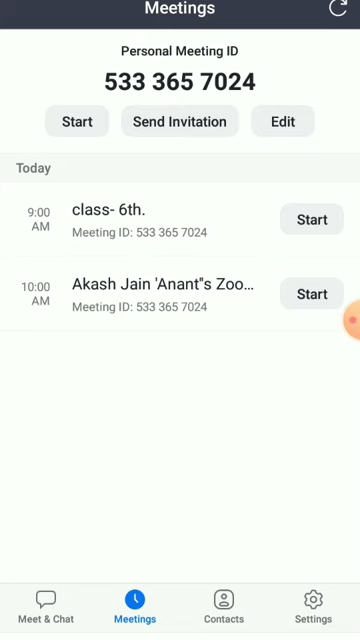 Meetings
Personal Meeting ID
533 365 7024
Start Send Invitation Edit
Today
9:00 AM
class- 6th.
Meeting ID: 533 365 7024
Start
10:00 AM
Akash Jain 'Anant"s Zoo...
Meeting ID: 533 365 7024
Start
Meet & Chat Meetings Contacts Settings